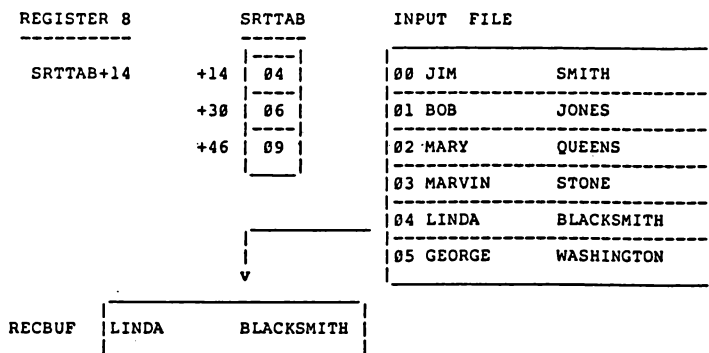 REGISTER 8 SRTTAB INPUT FILE
SRTTAB+14 +14 04 00 JIM SMITH
+30 06 01 BOB JONES
+46 09 02 MARY QUEENS
03 MARVIN STONE
04 LINDA BLACKSMITH
05 GEORGE WASHINGTON
v
RECBUF LINDA BLACKSMITH